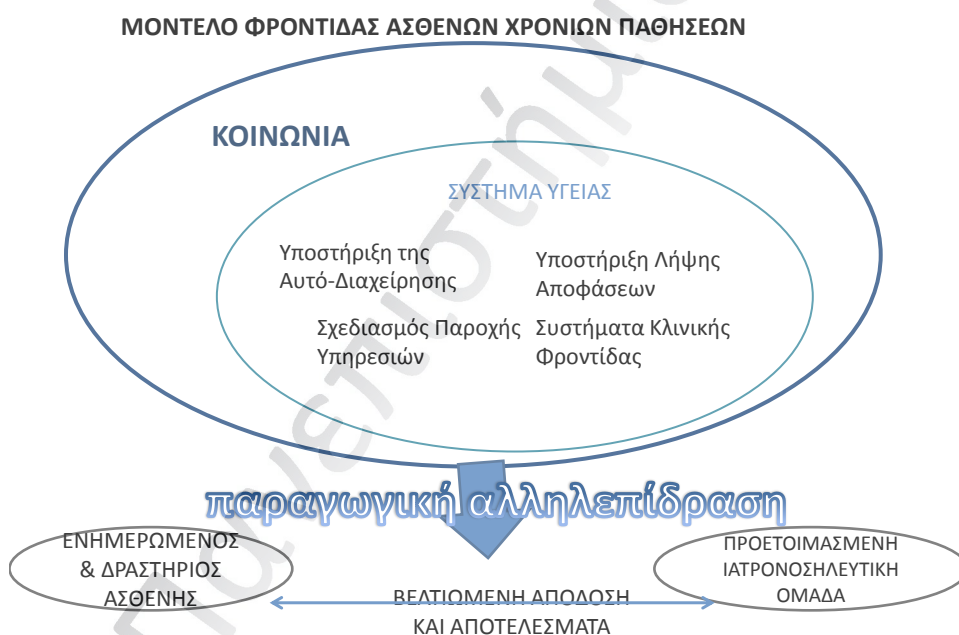 ΜΟΝΤΕΛΟ ΦΡΟΝΤΙΔΑΣ ΑΣΘΕΝΩΝ ΧΡΟΝΙΩΝ ΠΑΘΗΣΕΩΝ
ΚΟΙΝΩΝΙΑ
ΣΥΣΤΗΜΑ ΥΓΕΙΑΣ
Υποστήριξη της
Αυτό-Διαχείρησης
Υποστήριξη Λήψης
Αποφάσεων
Σχεδιασμός Παροχής
Υπηρεσιών
Συστήματα Κλινικής
Φροντίδας
παραγωγική αλληλεπίδραση
ΕΝΗΜΕΡΩΜΕΝΟΣ
& ΔΡΑΣΤΗΡΙΟΣ
ΑΣΘΕΝΗΣ
ΠΡΟΕΤΟΙΜΑΣΜΕΝΗ
ΙΑΤΡΟΝΟΣΗΛΕΥΤΙΚΗ
ΟΜΑΔΑ
ΒΕΛΤΙΩΜΕΝΗ ΑΠΟΔΟΣΗ
ΚΑΙ ΑΠΟΤΕΛΕΣΜΑΤΑ
Πανεπιστήμιο